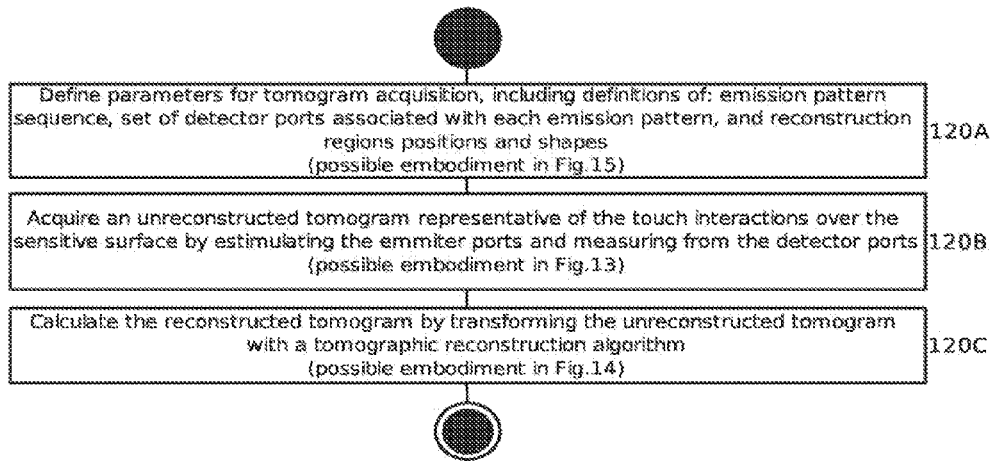 Define parameters for tomogram acquisition, including definitions of: emission pattern
sequence, set of detector ports associated with each emission pattern, and reconstruction
regions positions and shapes
(possible embodiment in Fig.15)
120A
Acquire an unreconstructed tomogram representative of the touch interactions over the
sensitive surface by estimulating the emmiter ports and measuring from the detector ports
(possible embodiment in Fig.13)
120B
Calculate the reconstructed tomogram by transforming the unreconstructed tomogram
with a tomographic reconstruction algorithm
(possible embodiment in Fig.14)
120C